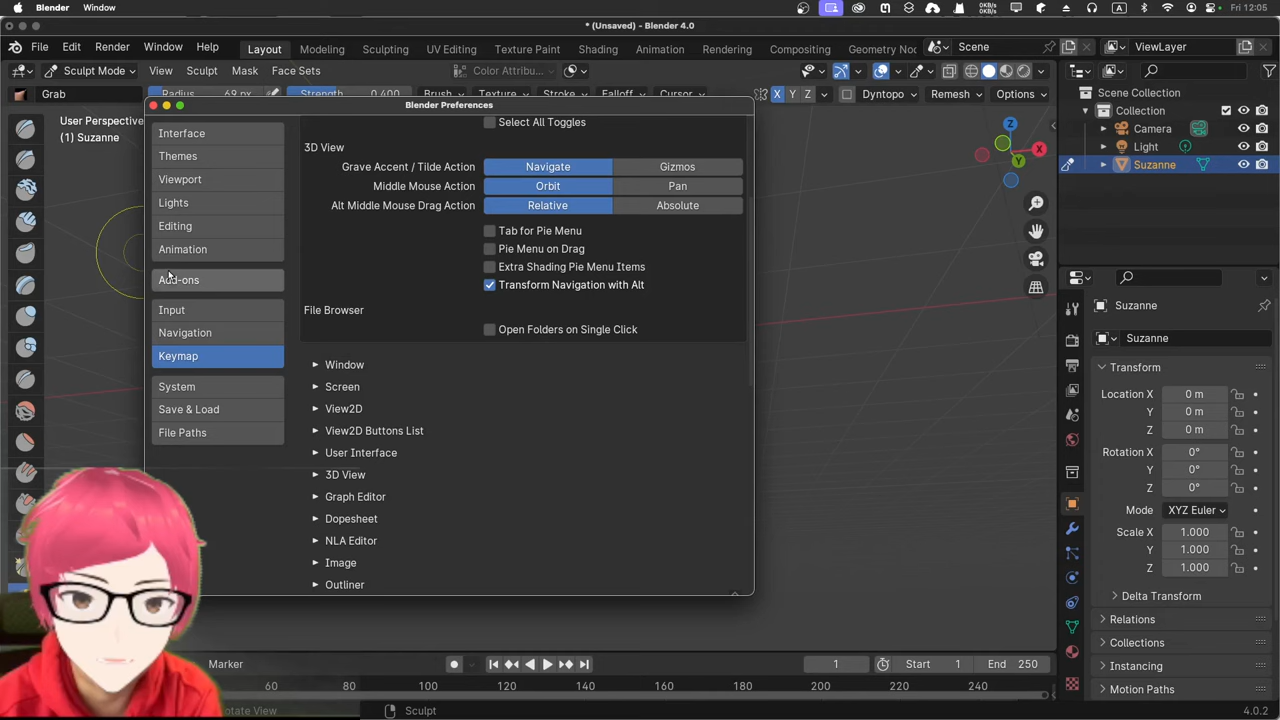 Blender Window 0KB/s 0KB/s A Fri 12:05
* (Unsaved) - Blender 4.0
File Edit Render Window Help Layout Modeling Sculpting UV Editing Texture Paint Shading Animation Rendering Compositing Geometry Noc Scene ViewLayer
Sculpt Mode View Sculpt Mask Face Sets Color Attribu...
Grab Radius 69 px Strength 0.400 Brush Texture Stroke Falloff Cursor X Y Z Dyntopo Remesh Options
User Perspective
(1) Suzanne
Blender Preferences
Interface
Themes
Viewport
Lights
Editing
Animation
Add-ons
Input
Navigation
Keymap
System
Save & Load
File Paths
Select All Toggles
3D View
Grave Accent / Tilde Action Navigate Gizmos
Middle Mouse Action Orbit Pan
Alt Middle Mouse Drag Action Relative Absolute
Tab for Pie Menu
Pie Menu on Drag
Extra Shading Pie Menu Items
Transform Navigation with Alt
File Browser
Open Folders on Single Click
Window
Screen
View2D
View2D Buttons List
User Interface
3D View
Graph Editor
Dopesheet
NLA Editor
Image
Outliner
Z
X
Y
Scene Collection
Collection
Camera
Light
Suzanne
Suzanne
Suzanne
Transform
Location X 0 m
Y 0 m
Z 0 m
Rotation X 0°
Y 0°
Z 0°
Mode XYZ Euler
Scale X 1.000
Y 1.000
Z 1.000
Delta Transform
Relations
Collections
Instancing
Motion Paths
Marker 1 Start 1 End 250
60 80 100 120 140 160 180 200 220 240
Rotate View Sculpt 4.0.2